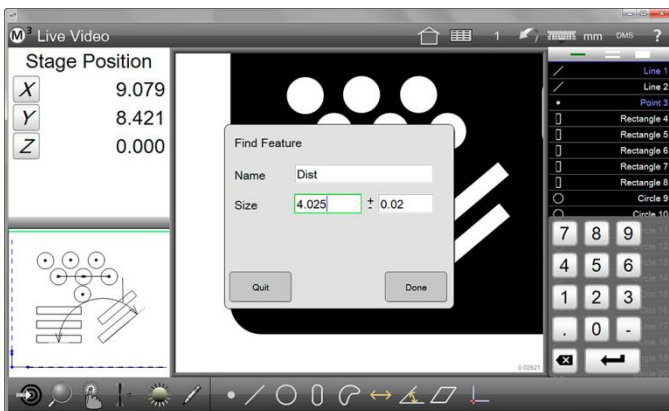 M³ Live Video
1 mm DMS ?
Stage Position
X 9.079
Y 8.421
Z 0.000
Find Feature
Name Dist
Size 4.025 ± 0.02
Quit Done
0.02821
Line 1
Line 2
Point 3
Rectangle 4
Rectangle 5
Rectangle 6
Rectangle 7
Rectangle 8
Circle 9
Circle 10
7 8 9
4 5 6
1 2 3
. 0 -